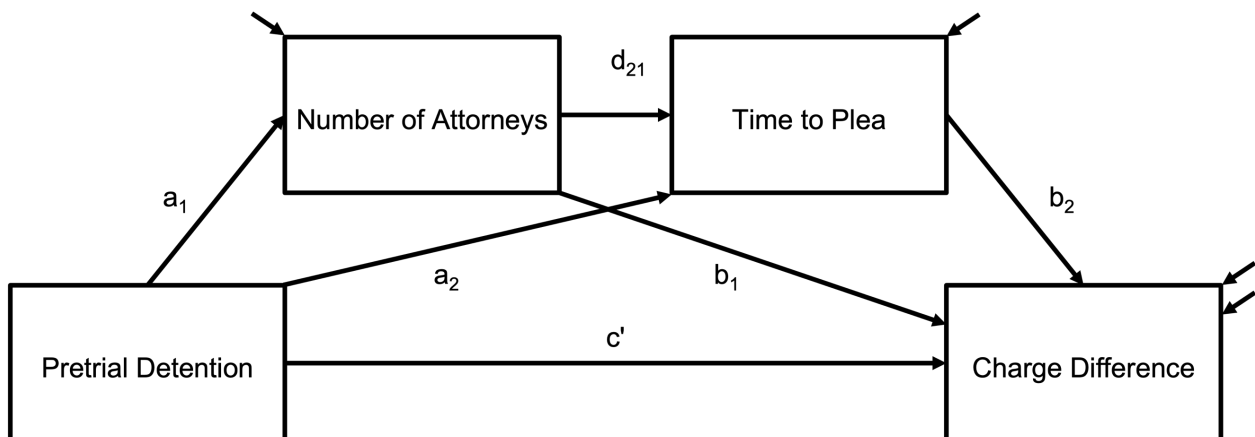 d₂₁
Number of Attorneys
Time to Plea
a₁
b₂
a₂
b₁
c'
Pretrial Detention
Charge Difference